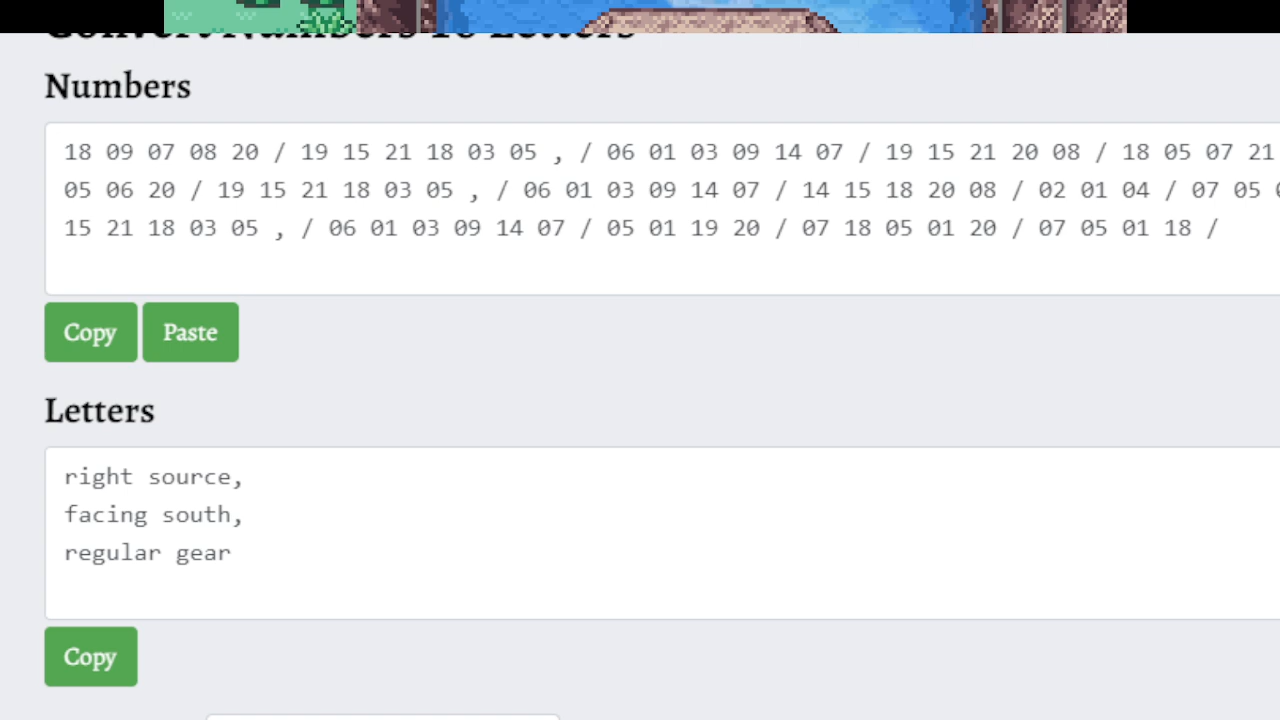 Convert Numbers To Letters
Numbers
18 09 07 08 20 / 19 15 21 18 03 05 , / 06 01 03 09 14 07 / 19 15 21 20 08 / 18 05 07 21
05 06 20 / 19 15 21 18 03 05 , / 06 01 03 09 14 07 / 14 15 18 20 08 / 02 01 04 / 07 05
15 21 18 03 05 , / 06 01 03 09 14 07 / 05 01 19 20 / 07 18 05 01 20 / 07 05 01 18 /
Copy Paste
Letters
right source,
facing south,
regular gear
Copy